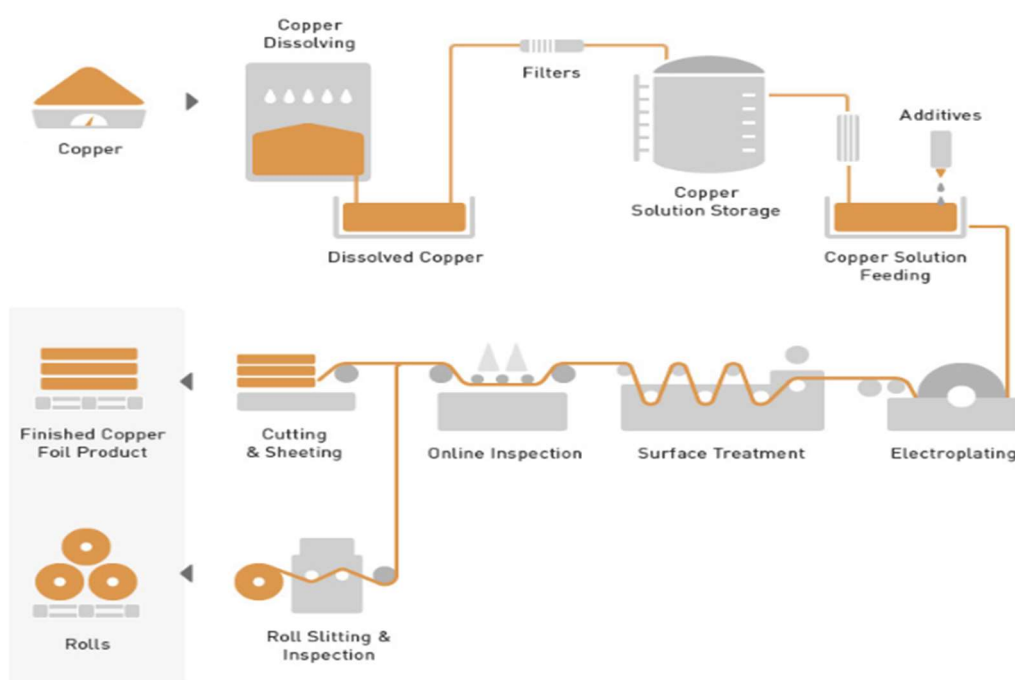 Copper
Dissolving
Filters
Additives
Copper
Copper
Solution Storage
Dissolved Copper
Copper Solution
Feeding
Finished Copper
Foil Product
Cutting
& Sheeting
Online Inspection
Surface Treatment
Electroplating
Rolls
Roll Slitting &
Inspection